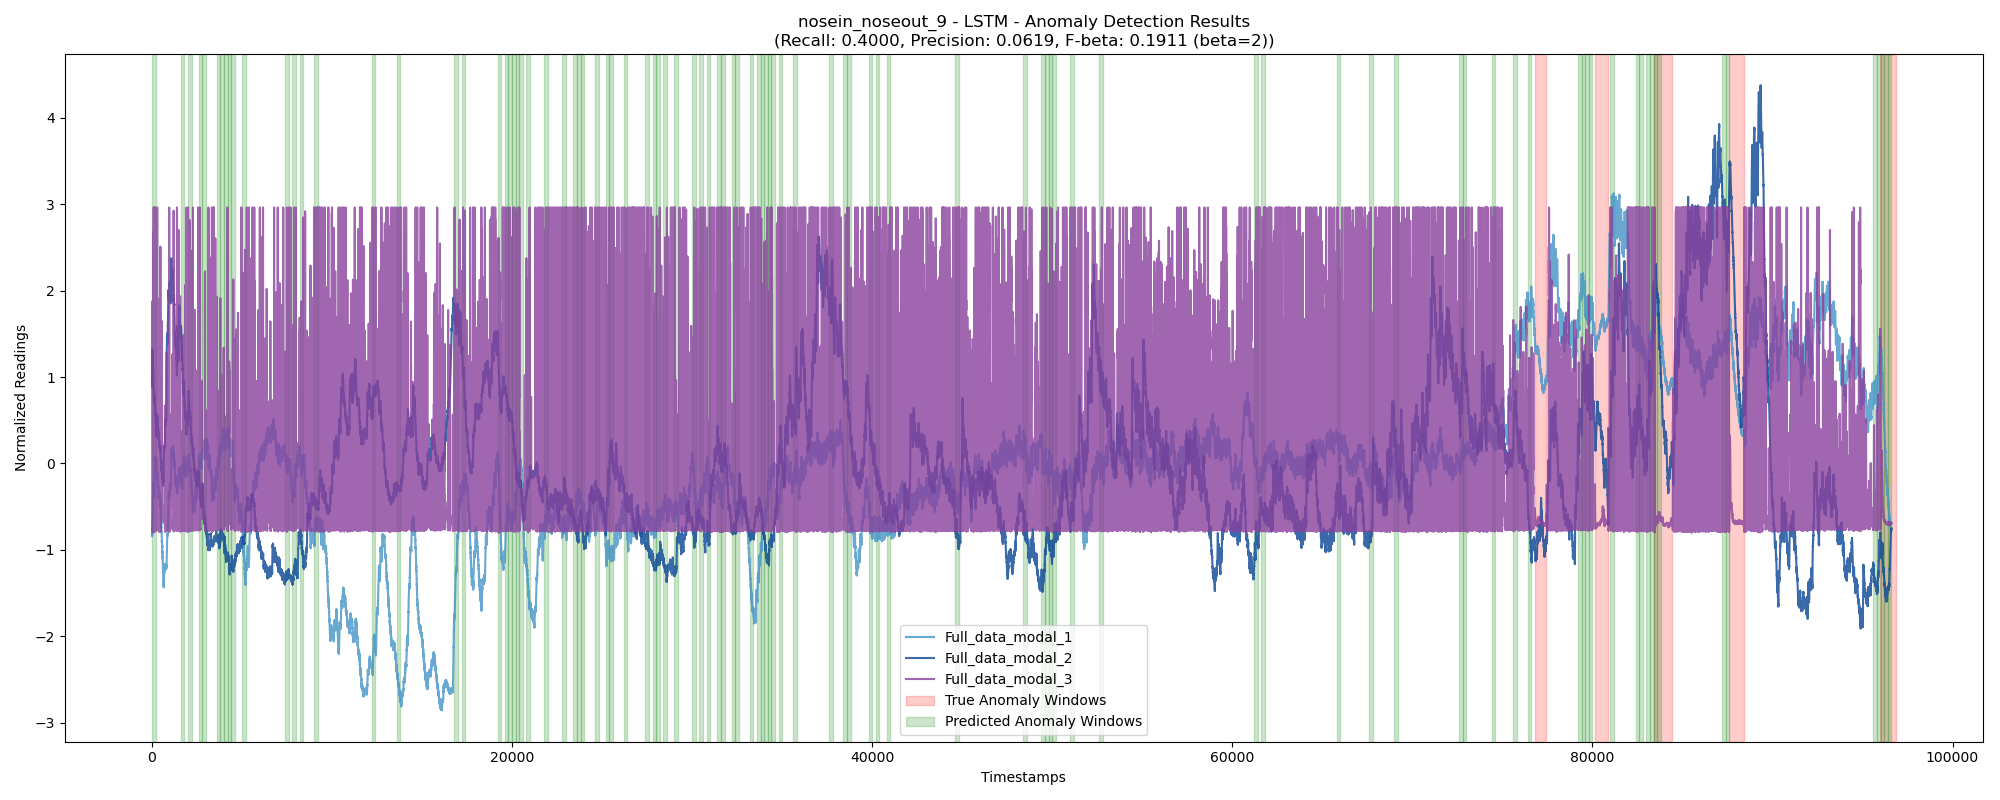 nosein_noseout_9 - LSTM - Anomaly Detection Results
(Recall: 0.4000, Precision: 0.0619, F-beta: 0.1911 (beta=2))
Normalized Readings
4
3
2
1
0
−1
−2
−3
Full_data_modal_1
Full_data_modal_2
Full_data_modal_3
True Anomaly Windows
Predicted Anomaly Windows
0
20000
40000
60000
80000
100000
Timestamps